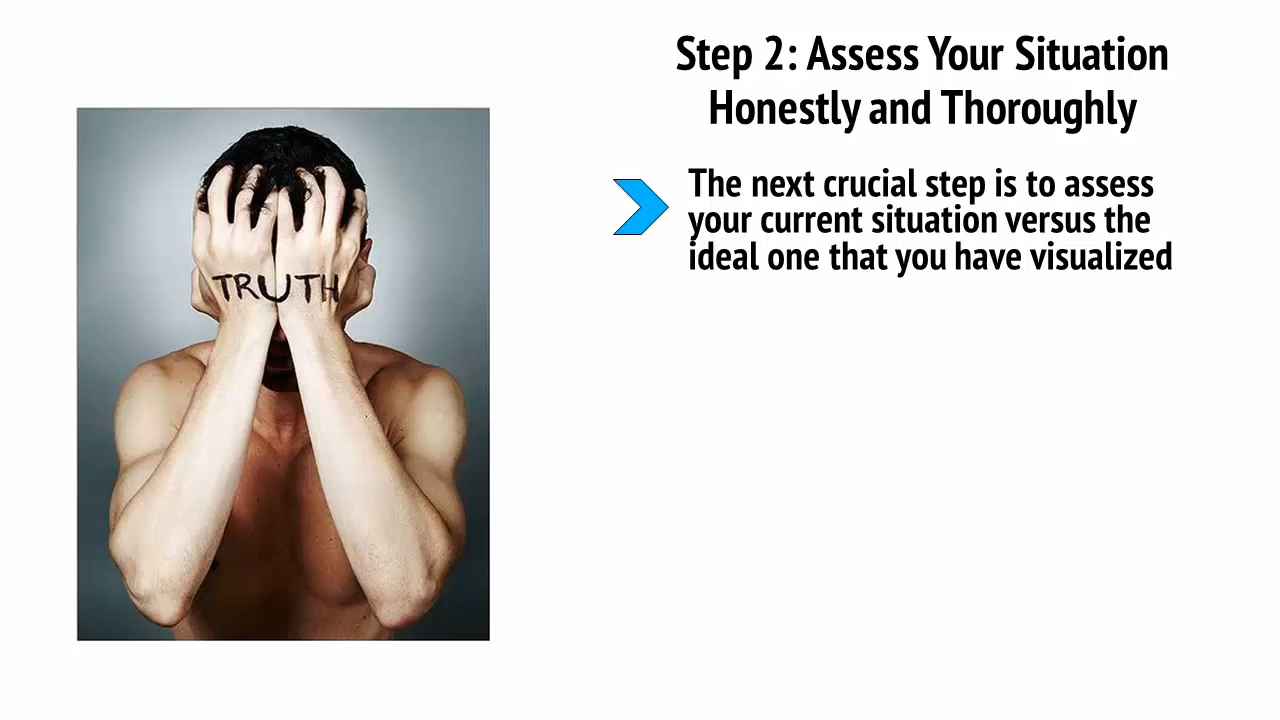 Step 2: Assess Your Situation
Honestly and Thoroughly
The next crucial step is to assess
your current situation versus the
ideal one that you have visualized
TRUTH